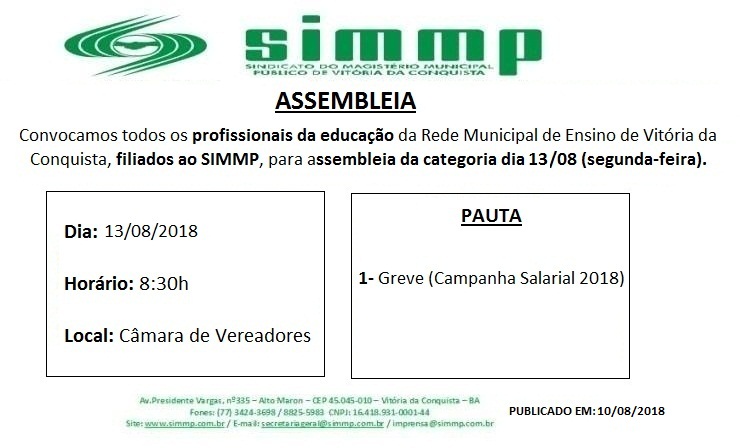 simmp
SINDICATO DO MAGISTÉRIO MUNICIPAL
PÚBLICO DE VITÓRIA DA CONQUISTA
ASSEMBLEIA
Convocamos todos os profissionais da educação da Rede Municipal de Ensino de Vitória da
Conquista, filiados ao SIMMP, para assembleia da categoria dia 13/08 (segunda-feira).
Dia: 13/08/2018
Horário: 8:30h
Local: Câmara de Vereadores
PAUTA
1- Greve (Campanha Salarial 2018)
Av.Presidente Vargas, nº335 – Alto Maron – CEP 45.045-010 – Vitória da Conquista – BA
Fones: (77) 3424-3698 / 8825-5983 CNPJ: 16.418.931-0001-44
Site: www.simmp.com.br / E-mail: secretariageral@simmp.com.br / imprensa@simmp.com.br
PUBLICADO EM: 10/08/2018